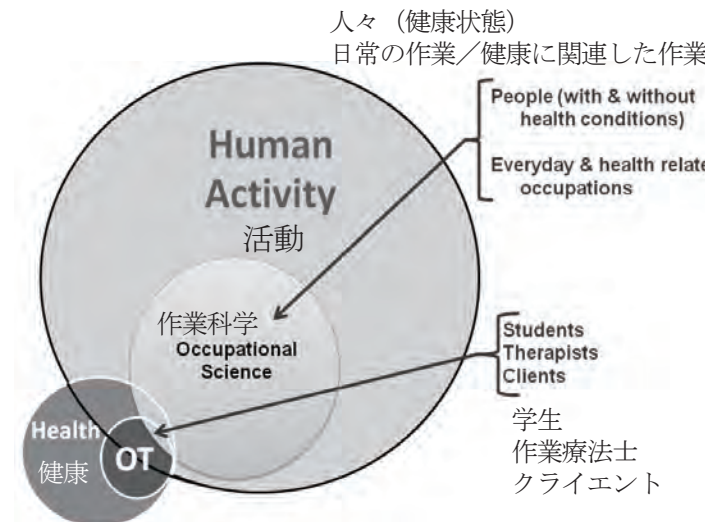 人々（健康状態）
日常の作業／健康に関連した作業
People (with & without
health conditions)
Everyday & health relate
occupations
Human
Activity
活動
作業科学
Occupational
Science
Students
Therapists
Clients
学生
作業療法士
クライエント
Health
健康
OT